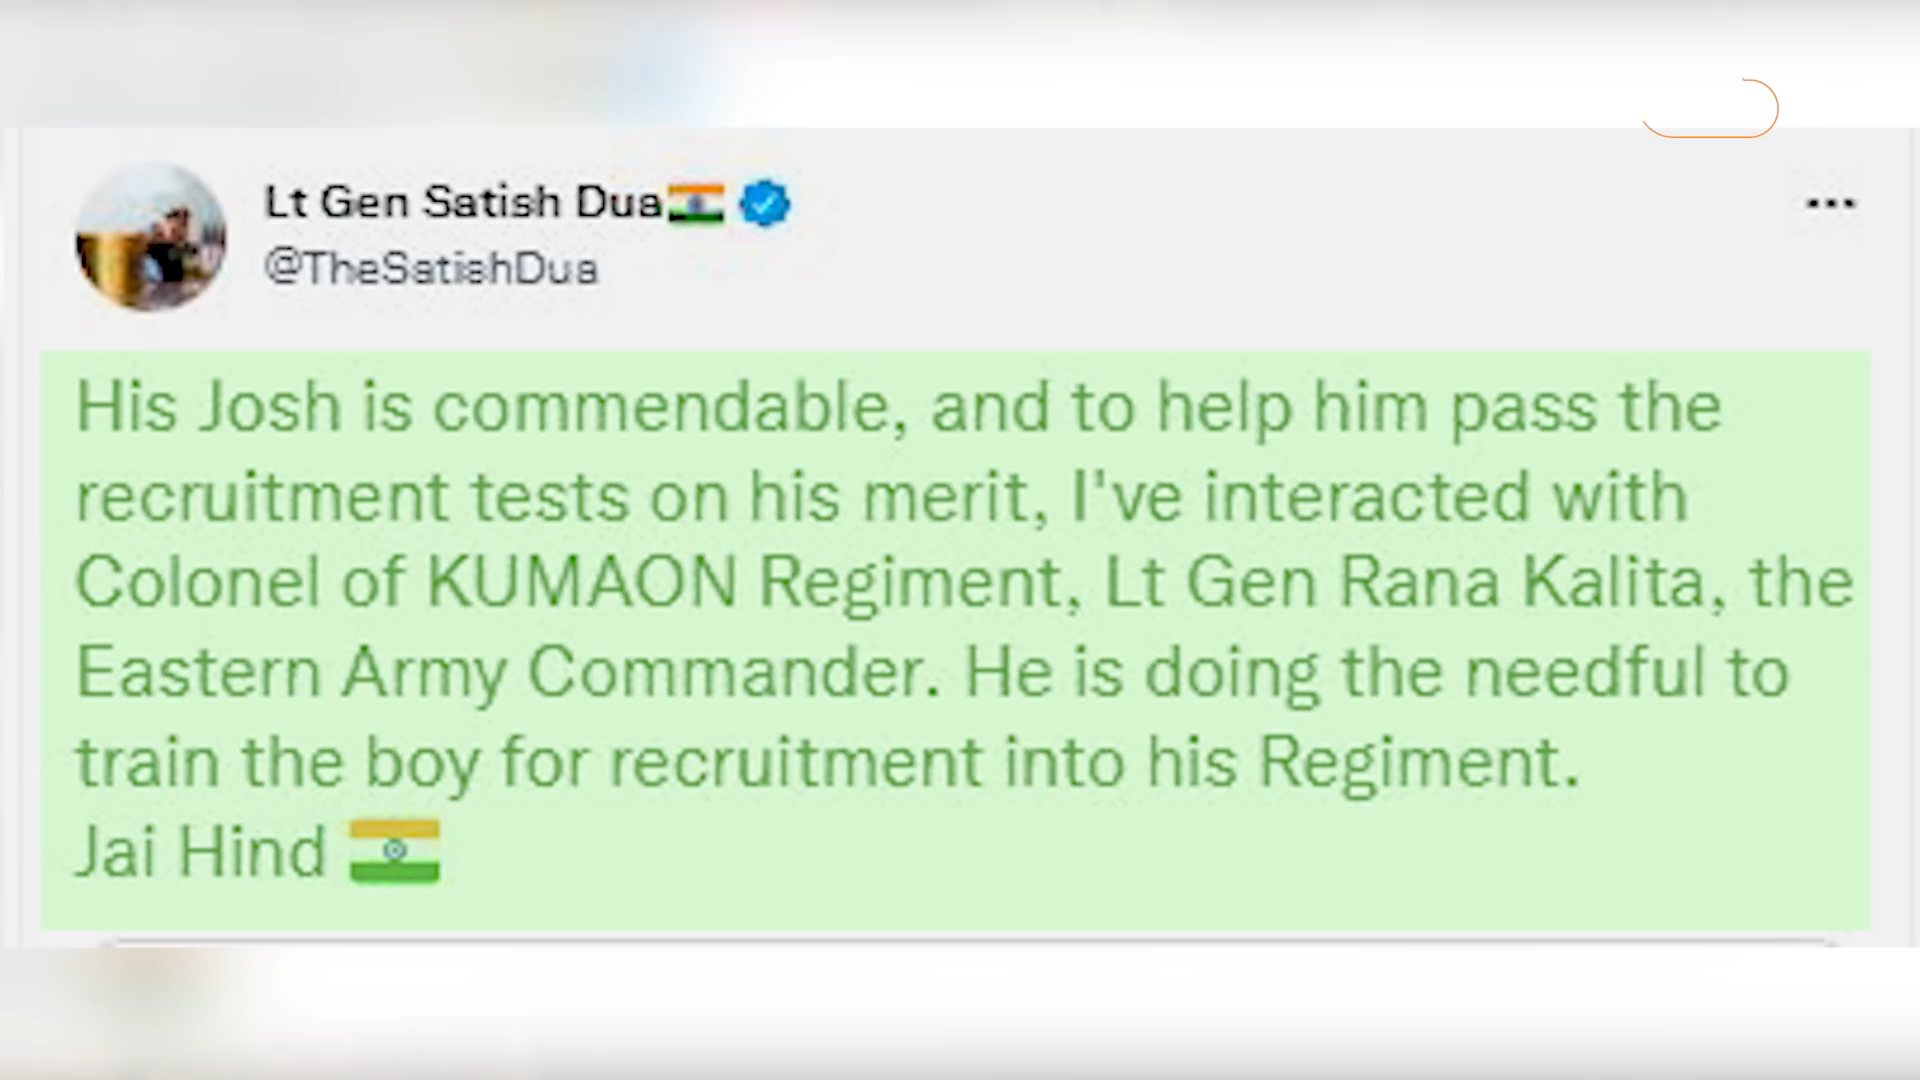 Lt Gen Satish Dua🇮🇳
@TheSatishDua
His Josh is commendable, and to help him pass the
recruitment tests on his merit, I've interacted with
Colonel of KUMAON Regiment, Lt Gen Rana Kalita, the
Eastern Army Commander. He is doing the needful to
train the boy for recruitment into his Regiment.
Jai Hind 🇮🇳